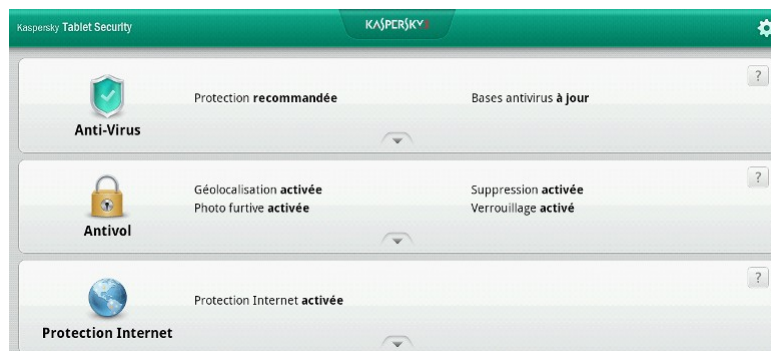 Kaspersky Tablet Security
KASPERSKY
?
Anti-Virus
Protection recommandée
Bases antivirus à jour
?
Antivol
Géolocalisation activée
Suppression activée
Photo furtive activée
Verrouillage activé
?
Protection Internet
Protection Internet activée